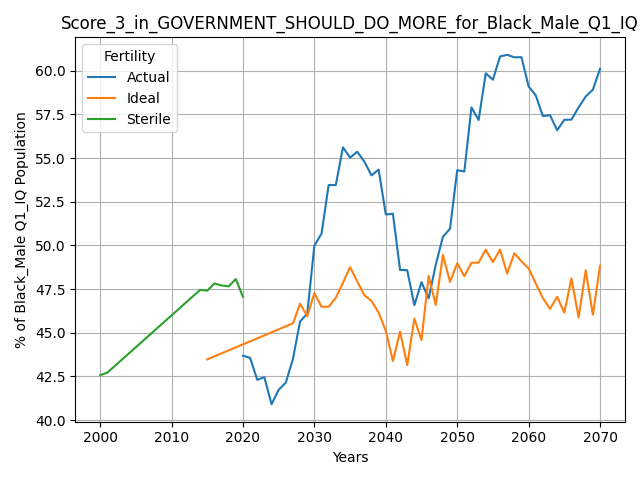 Score_3_in_GOVERNMENT_SHOULD_DO_MORE_for_Black_Male_Q1_IQ
Fertility
Actual
Ideal
Sterile
% of Black_Male Q1_IQ Population
60.0
57.5
55.0
52.5
50.0
47.5
45.0
42.5
40.0
2000 2010 2020 2030 2040 2050 2060 2070
Years